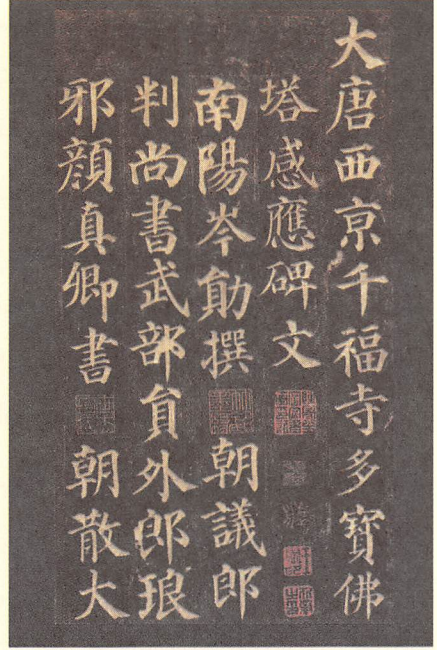 大唐西京千福寺多寶佛
塔感應碑文
南陽岑勛撰 朝議郎
判尚書武部員外郎琅
邪顏真卿書 朝散大